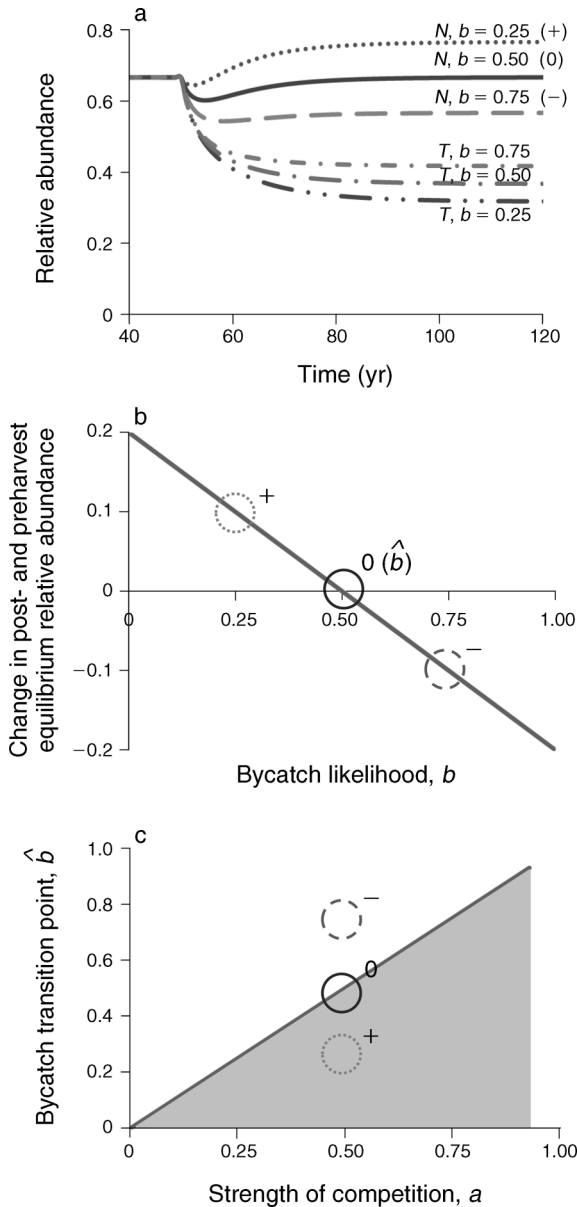 a
0.8
0.6
0.4
0.2
0
Relative abundance
N, b = 0.25 (+)
N, b = 0.50 (0)
N, b = 0.75 (−)
T, b = 0.75
T, b = 0.50
T, b = 0.25
40 60 80 100 120
Time (yr)
b
0.2
0.1
0
−0.1
−0.2
Change in post- and preharvest
equilibrium relative abundance
+
0 (b̂)
−
0 0.25 0.50 0.75 1.00
Bycatch likelihood, b
c
1.0
0.8
0.6
0.4
0.2
0
Bycatch transition point, b̂
−
0
+
0 0.25 0.50 0.75 1.00
Strength of competition, a